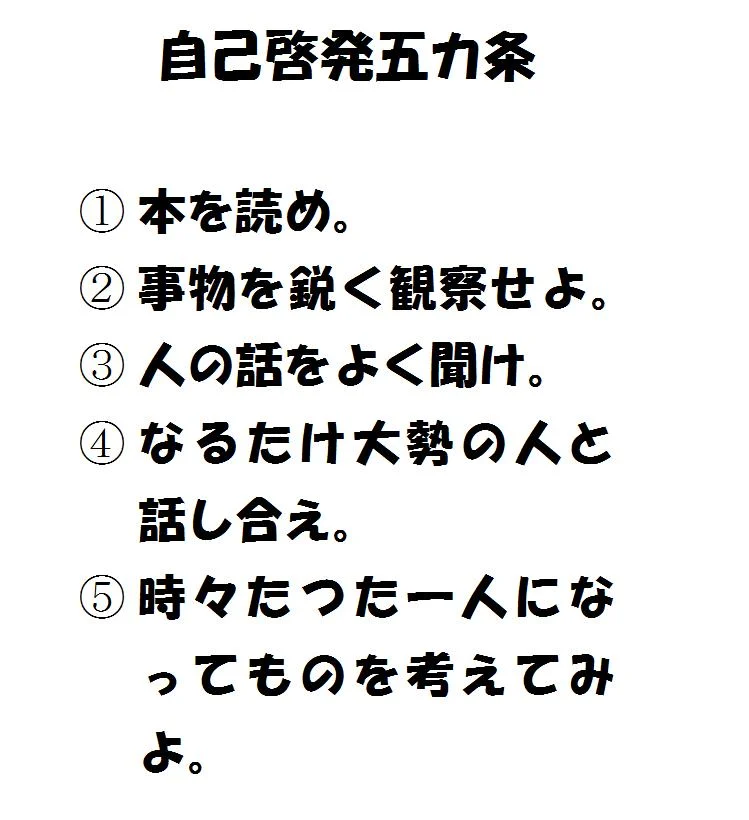 自己啓発五カ条
① 本を読め。
② 事物を鋭く観察せよ。
③ 人の話をよく聞け。
④ なるたけ大勢の人と
話し合え。
⑤ 時々たつた一人にな
ってものを考えてみ
よ。